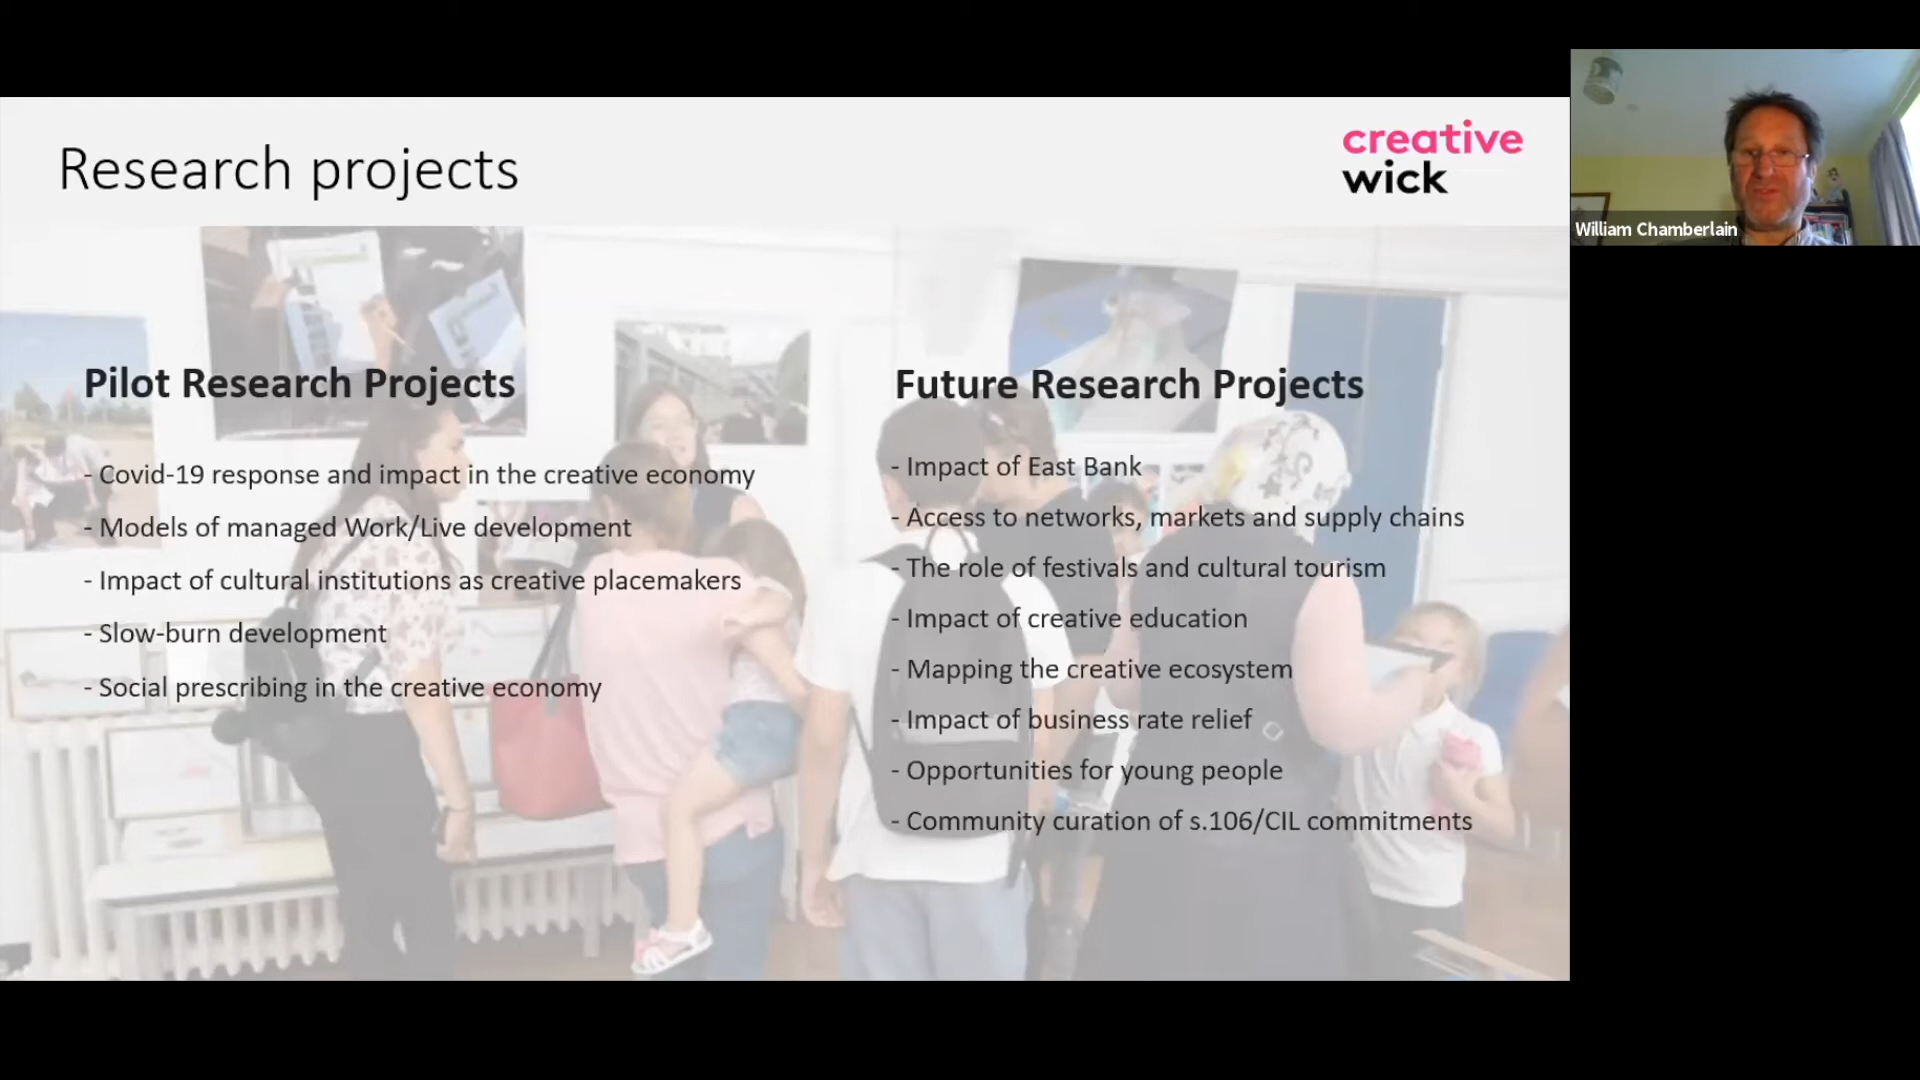 Research projects
creative
wick
William Chamberlain
Pilot Research Projects
- Covid-19 response and impact in the creative economy
- Models of managed Work/Live development
- Impact of cultural institutions as creative placemakers
- Slow-burn development
- Social prescribing in the creative economy
Future Research Projects
- Impact of East Bank
- Access to networks, markets and supply chains
- The role of festivals and cultural tourism
- Impact of creative education
- Mapping the creative ecosystem
- Impact of business rate relief
- Opportunities for young people
- Community curation of s.106/CIL commitments